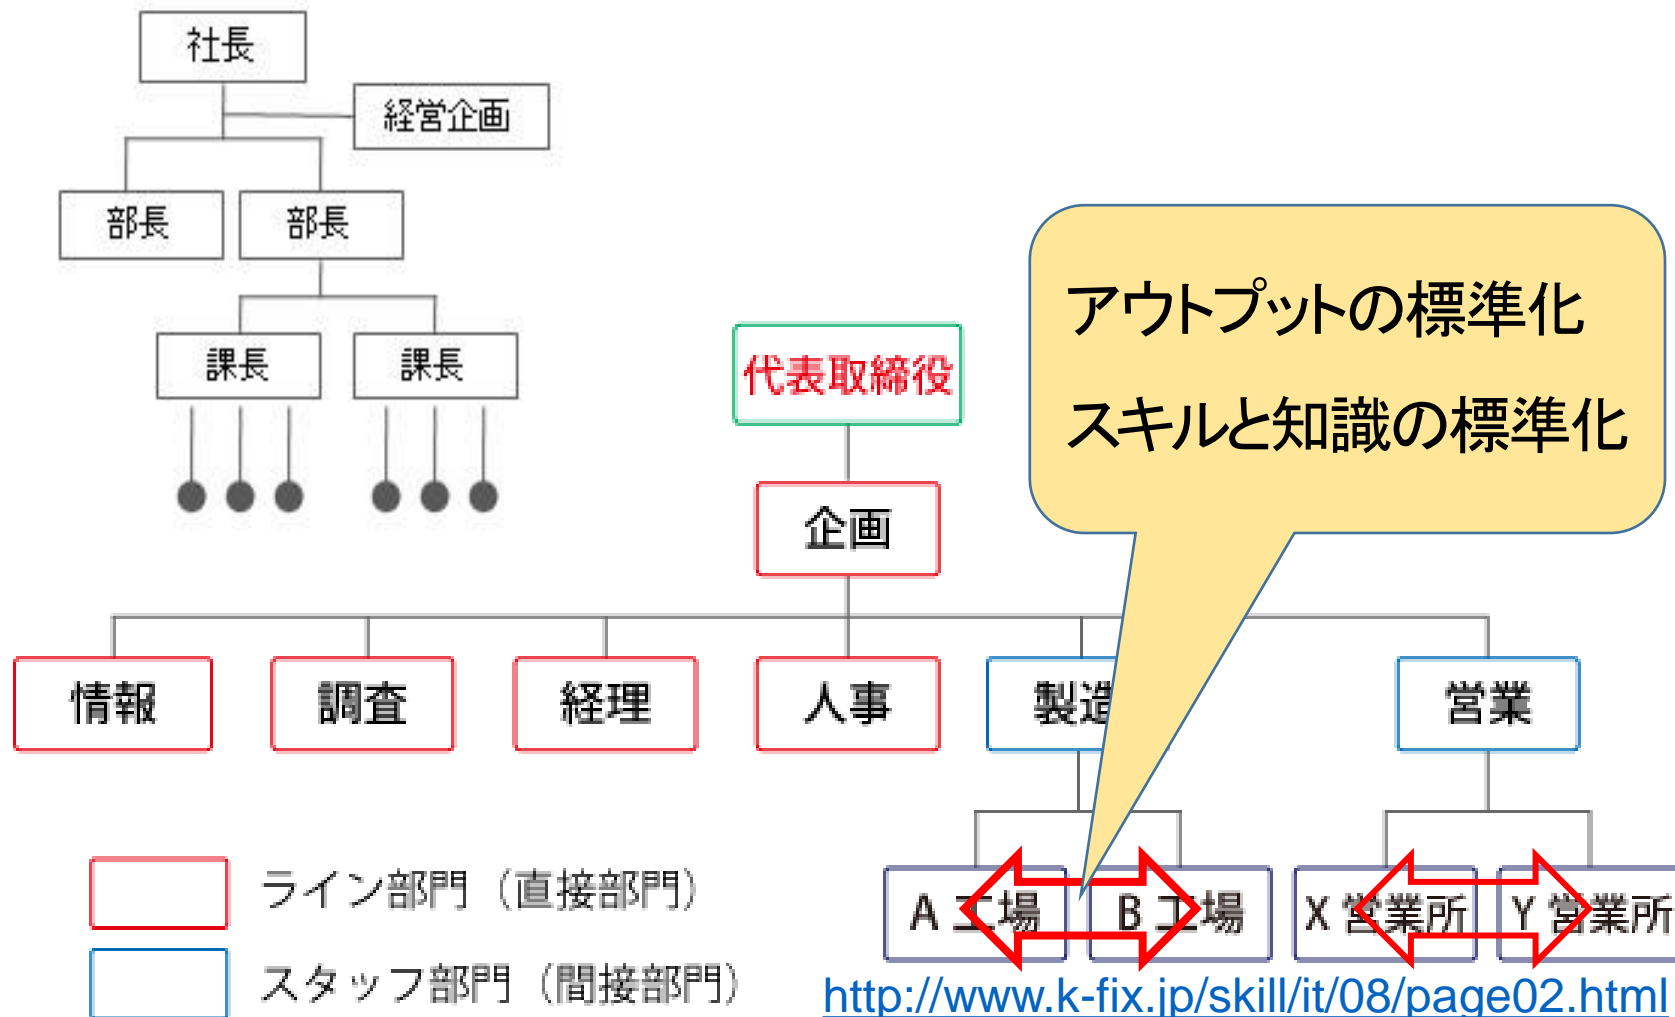 社長
経営企画
部長 部長
課長 課長
アウトプットの標準化
スキルと知識の標準化
代表取締役
企画
情報 調査 経理 人事 製造 営業
A 工場 B 工場 X 営業所 Y 営業所
ライン部門（直接部門）
スタッフ部門（間接部門）
http://www.k-fix.jp/skill/it/08/page02.html